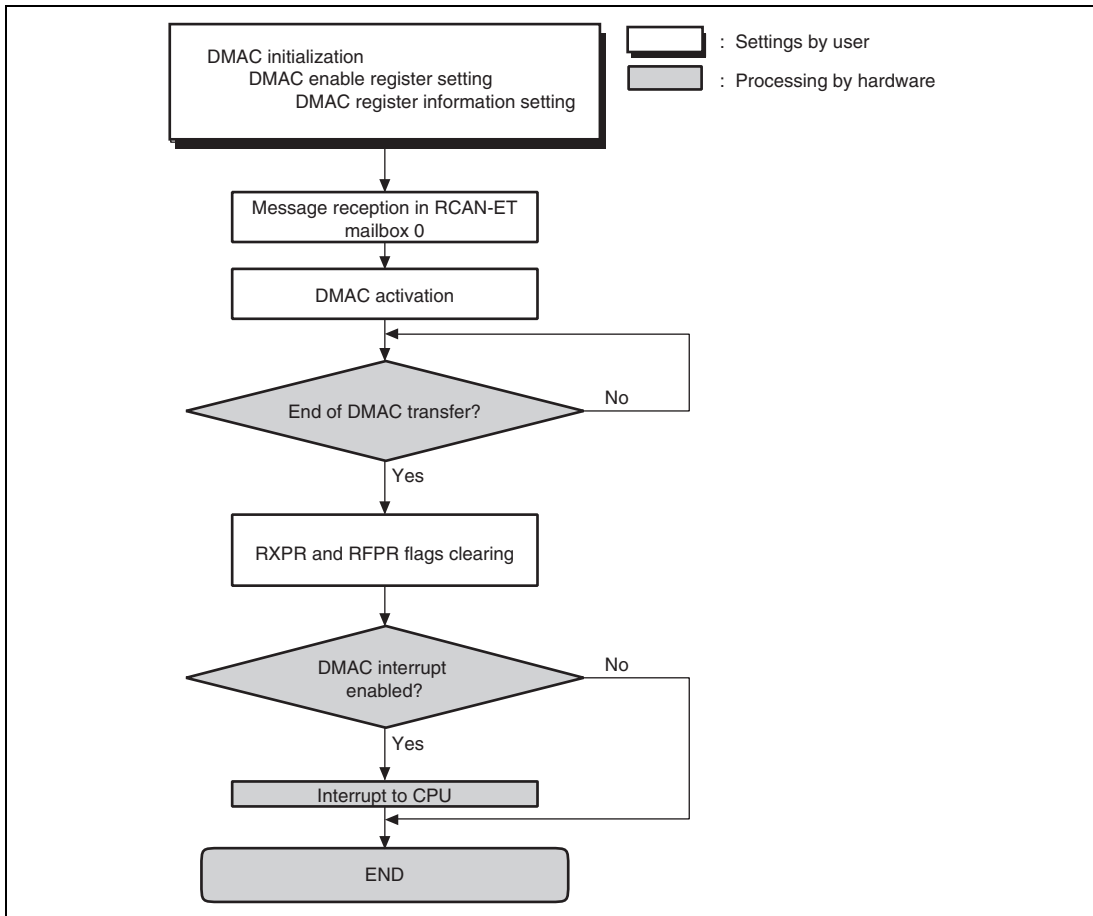 DMAC initialization
DMAC enable register setting
DMAC register information setting
: Settings by user
: Processing by hardware
Message reception in RCAN-ET
mailbox 0
DMAC activation
End of DMAC transfer?
No
Yes
RXPR and RFPR flags clearing
DMAC interrupt
enabled?
No
Yes
Interrupt to CPU
END